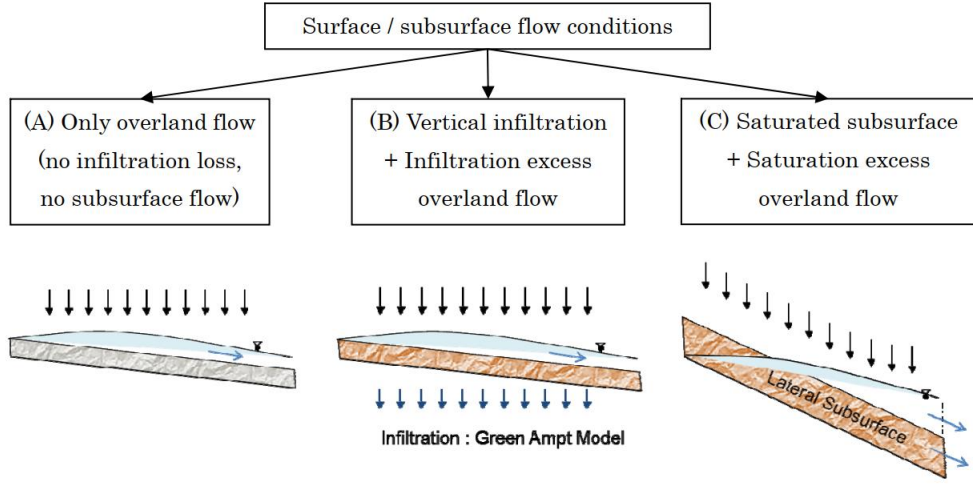 Surface / subsurface flow conditions
(A) Only overland flow
(no infiltration loss,
no subsurface flow)
(B) Vertical infiltration
+ Infiltration excess
overland flow
(C) Saturated subsurface
+ Saturation excess
overland flow
Lateral Subsurface
Infiltration : Green Ampt Model